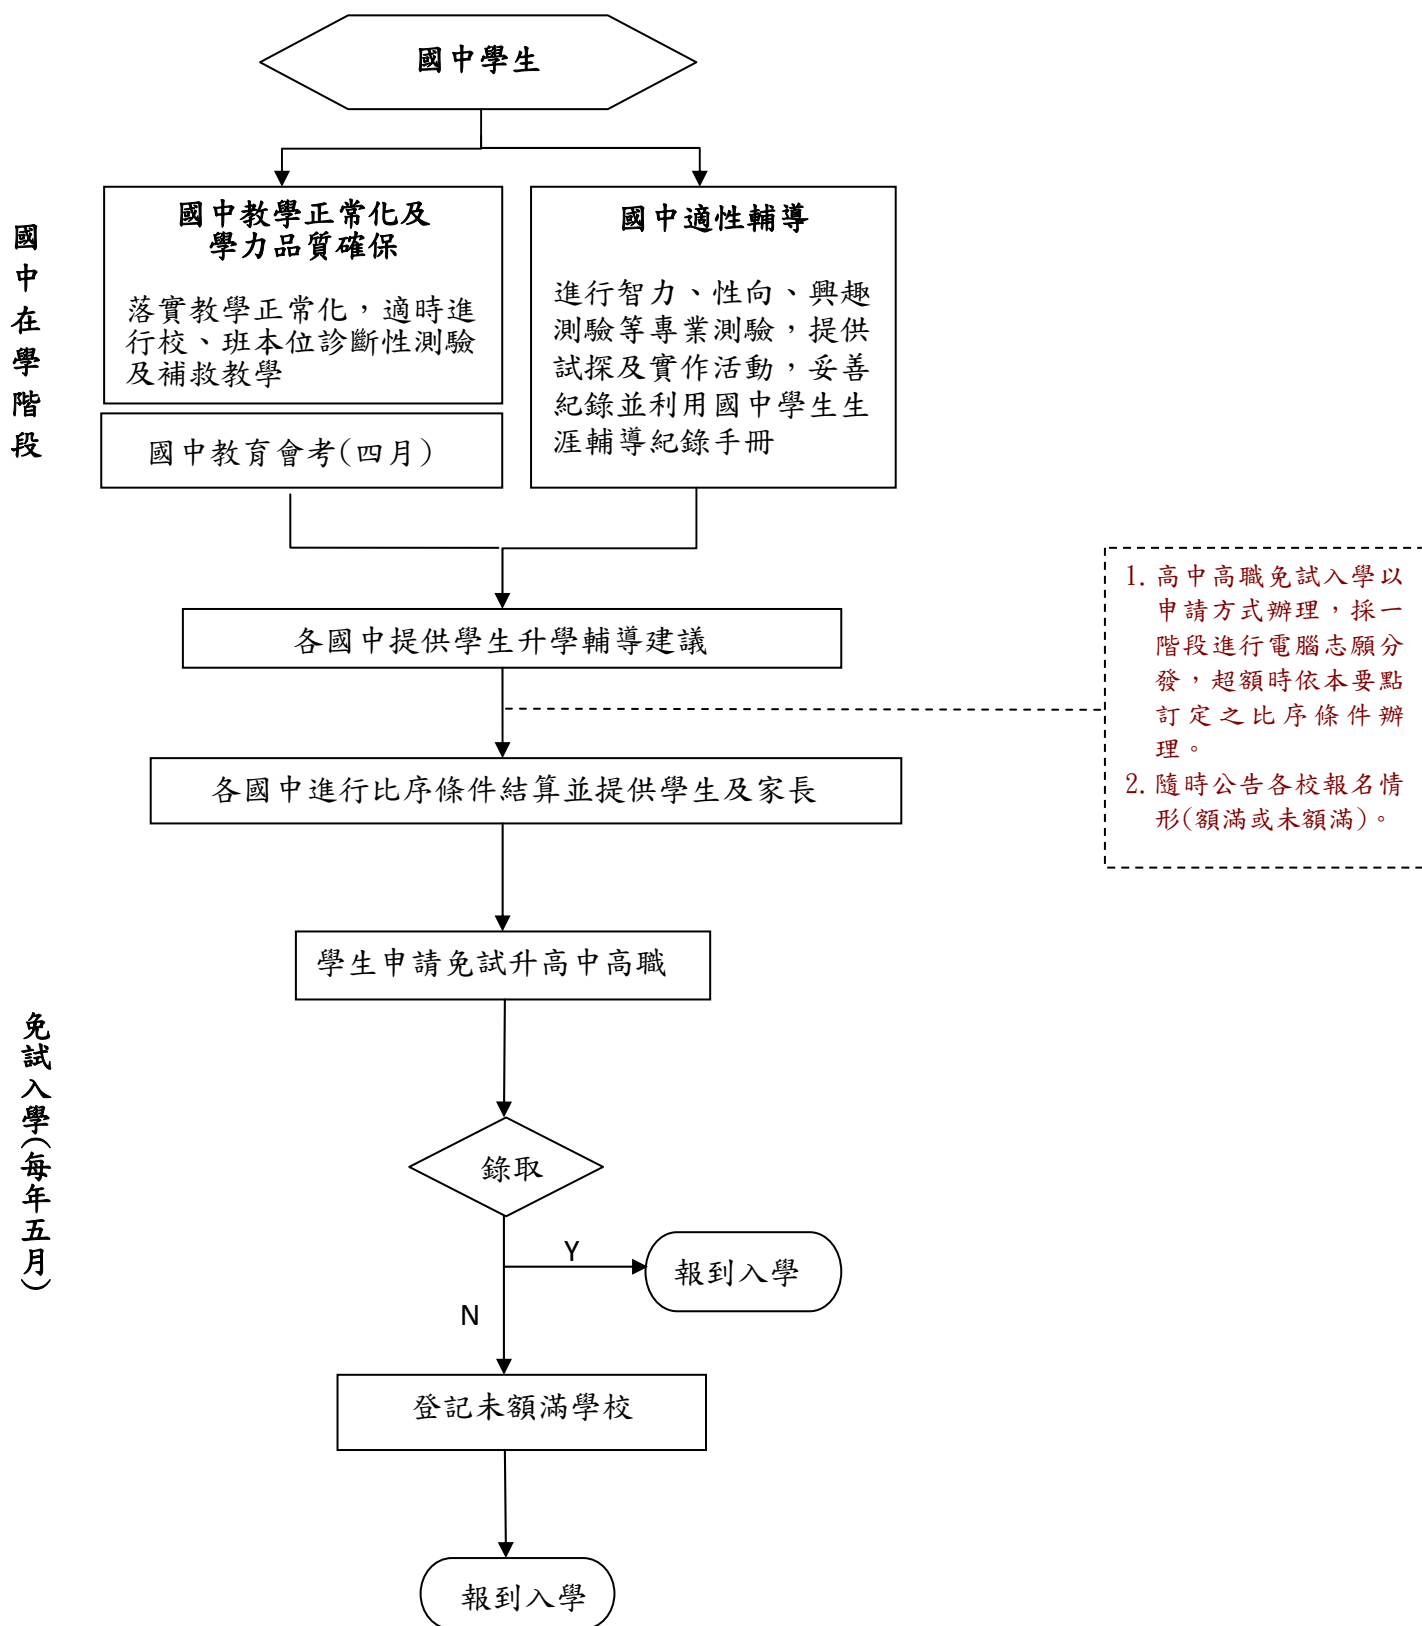 國中學生
國中在學階段
國中教學正常化及
學力品質確保
落實教學正常化，適時進
行校、班本位診斷性測驗
及補救教學
國中教育會考(四月)
國中適性輔導
進行智力、性向、興趣
測驗等專業測驗，提供
試探及實作活動，妥善
紀錄並利用國中學生生
涯輔導紀錄手冊
各國中提供學生升學輔導建議
1. 高中高職免試入學以
申請方式辦理，採一
階段進行電腦志願分
發，超額時依本要點
訂定之比序條件辦
理。
2. 隨時公告各校報名情
形(額滿或未額滿)。
各國中進行比序條件結算並提供學生及家長
學生申請免試升高中高職
免試入學(每年五月)
錄取
Y
報到入學
N
登記未額滿學校
報到入學